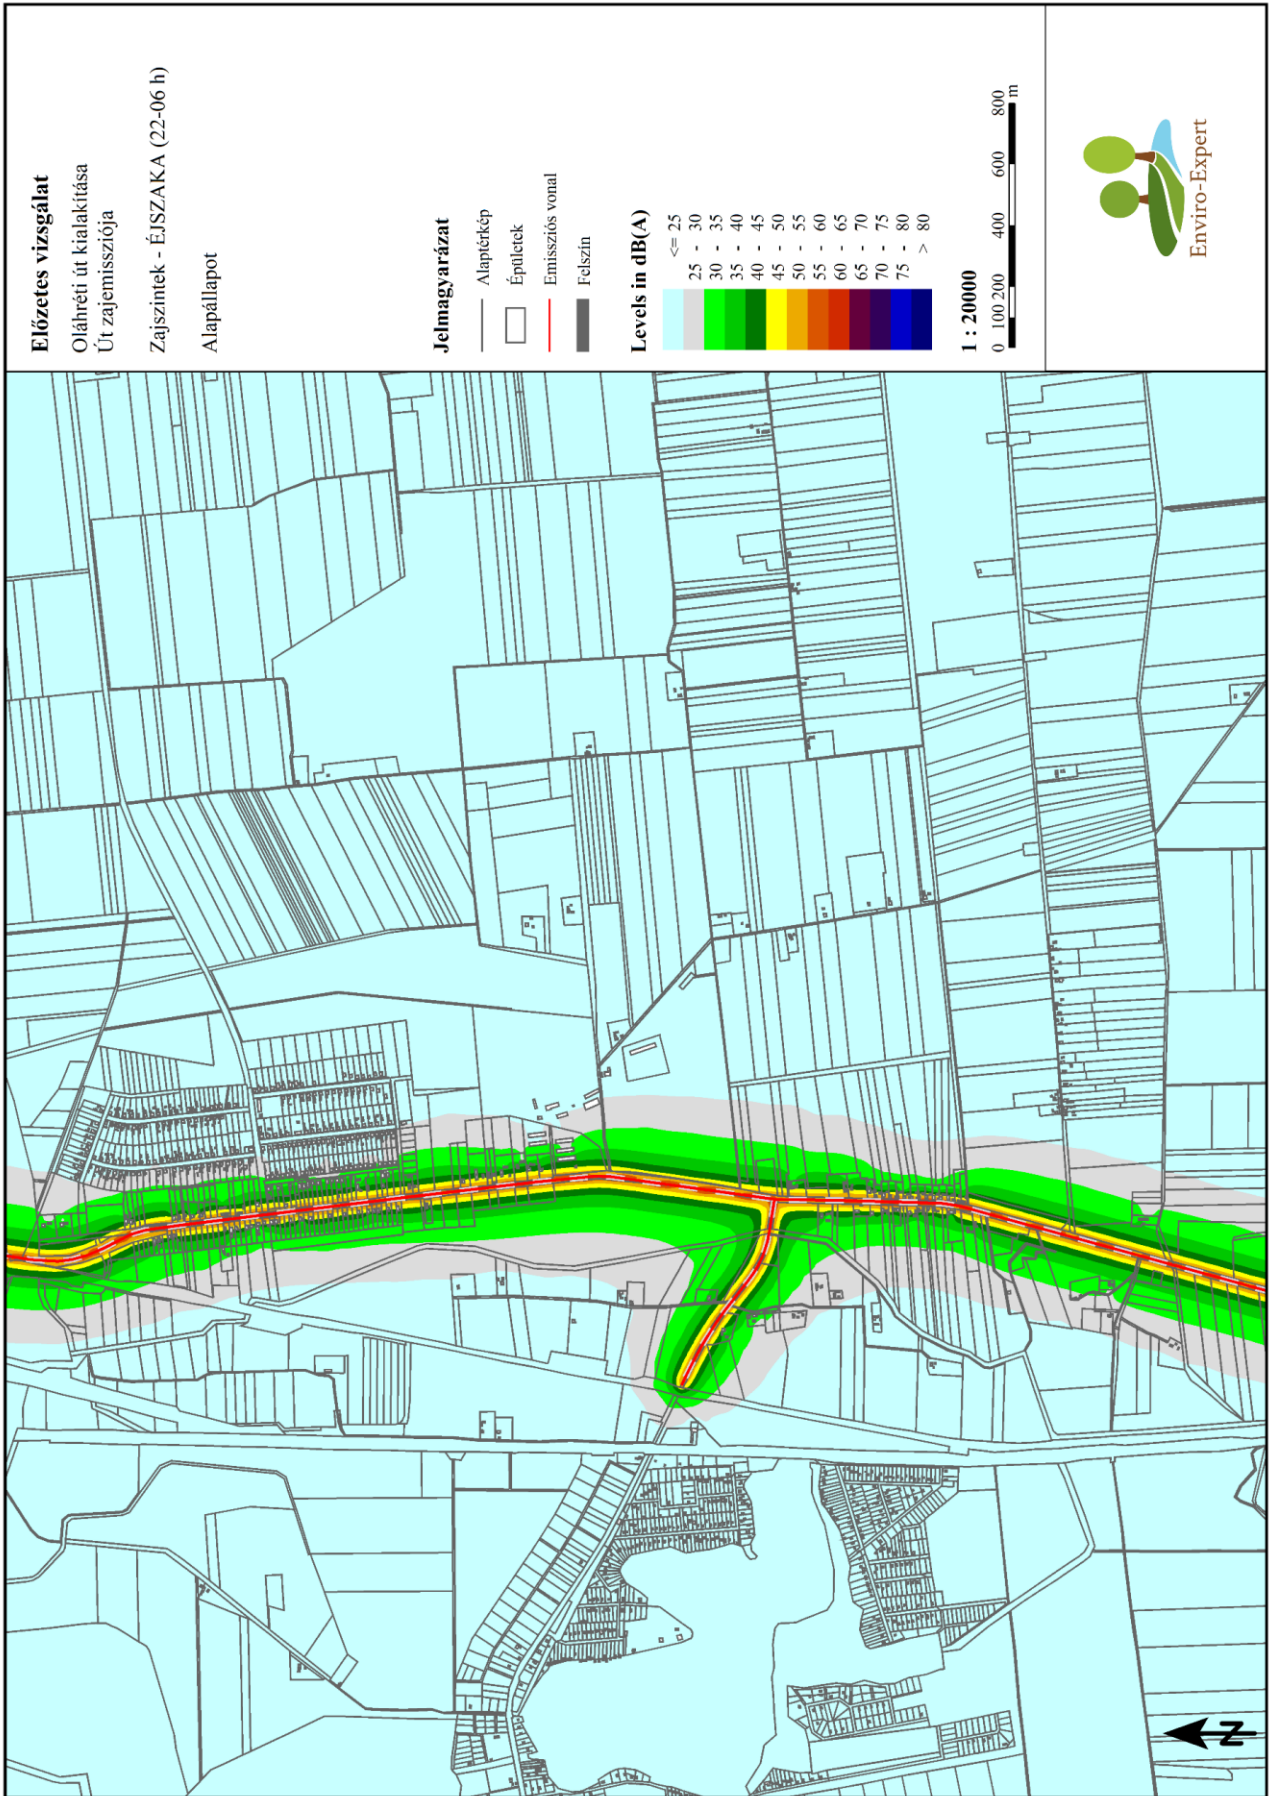 Előzetes vizsgálat
Oláhréti út kialakítása
Út zajemissziója
Zajszintek - ÉJSZAKA (22-06 h)
Alapállapot
Jelmagyarázat
Alaptérkép
Épületek
Emissziós vonal
Felszín
Levels in dB(A)
<= 25
25 - 30
30 - 35
35 - 40
40 - 45
45 - 50
50 - 55
55 - 60
60 - 65
65 - 70
70 - 75
75 - 80
> 80
1 : 20000
0 100 200 400 600 800
m
Enviro-Expert
N